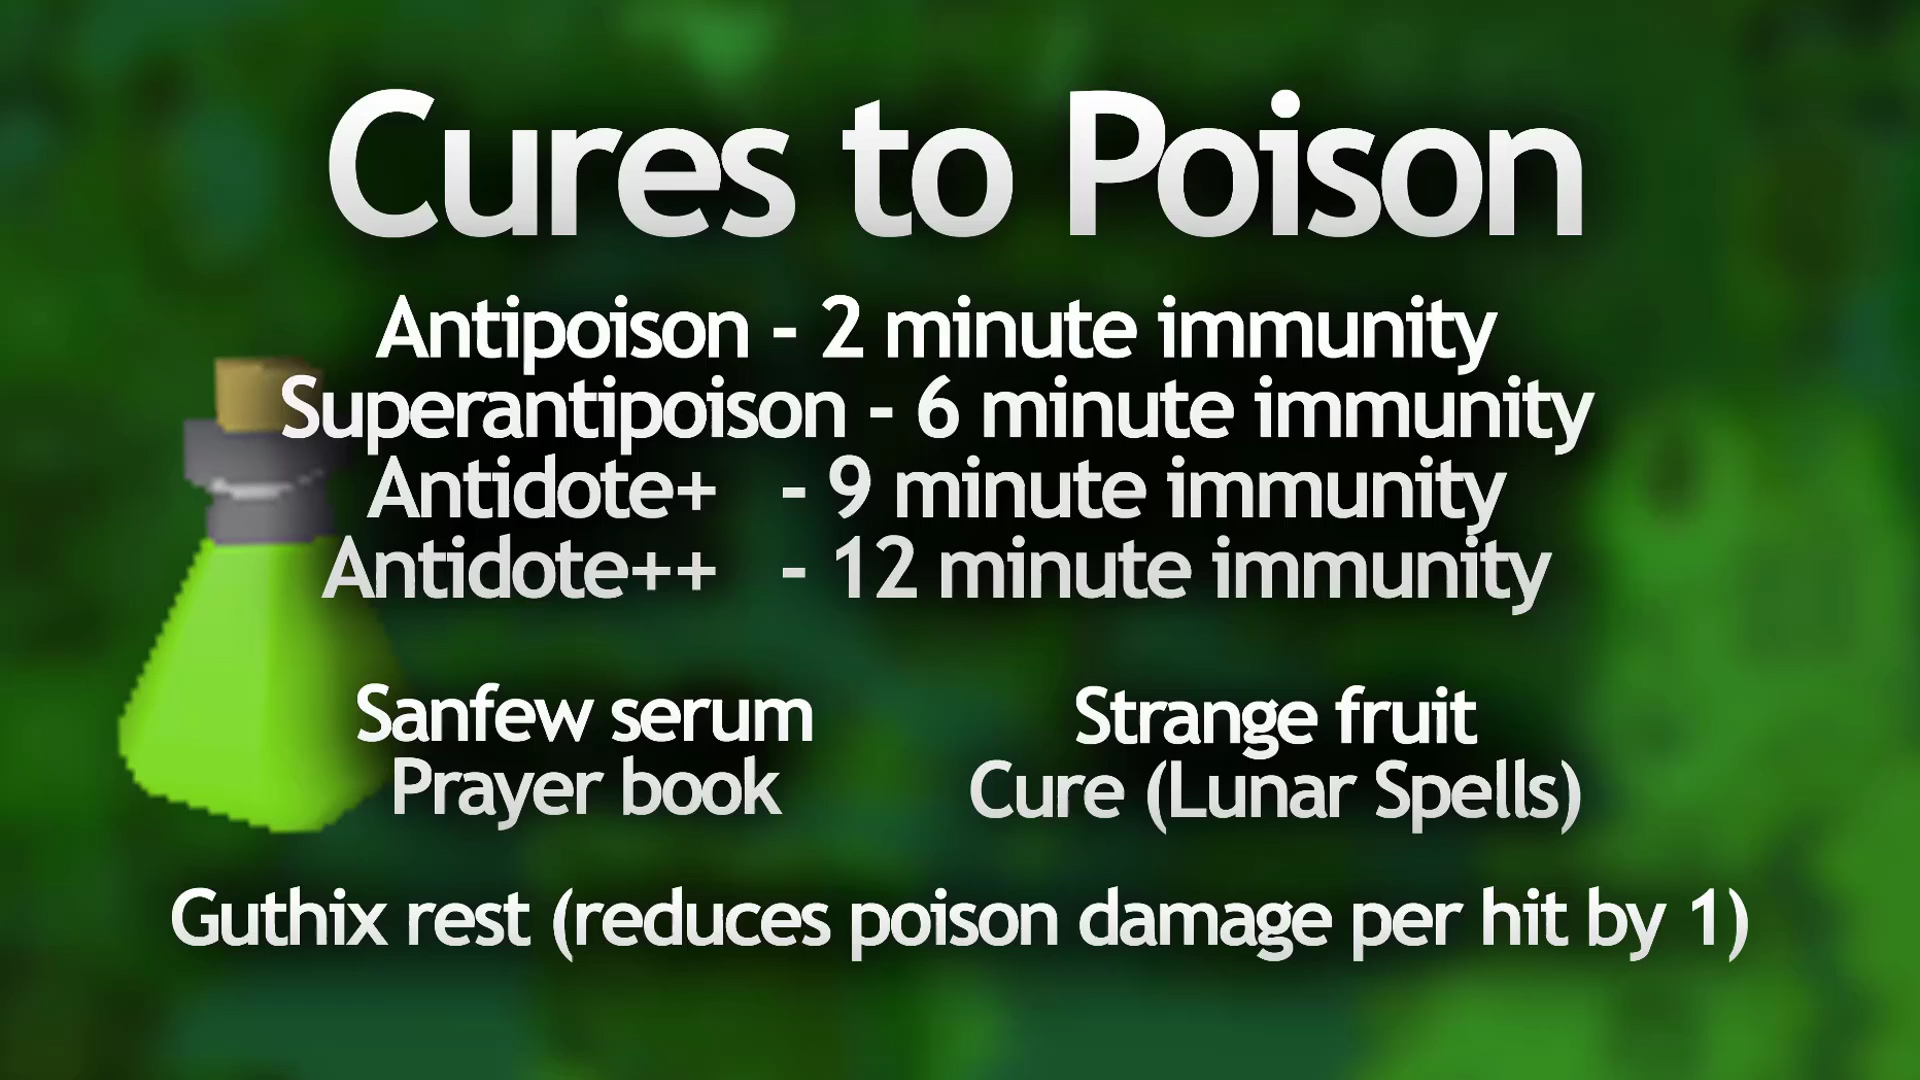 Cures to Poison
Antipoison - 2 minute immunity
Superantipoison - 6 minute immunity
Antidote+ - 9 minute immunity
Antidote++ - 12 minute immunity
Sanfew serum
Prayer book
Strange fruit
Cure (Lunar Spells)
Guthix rest (reduces poison damage per hit by 1)